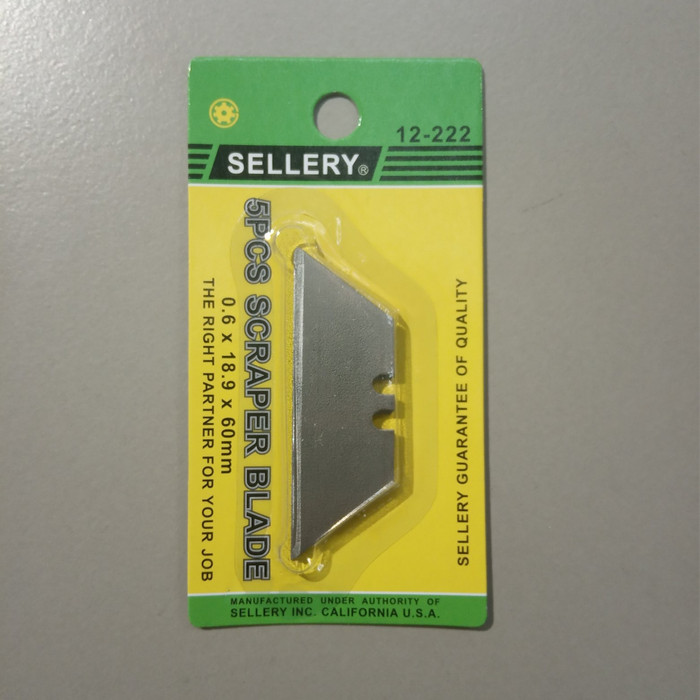 12-222
SELLERY®
5PCS SCRAPER BLADE
0.6 x 18.9 x 60mm
THE RIGHT PARTNER FOR YOUR JOB
SELLERY GUARANTEE OF QUALITY
MANUFACTURED UNDER AUTHORITY OF
SELLERY INC. CALIFORNIA U.S.A.